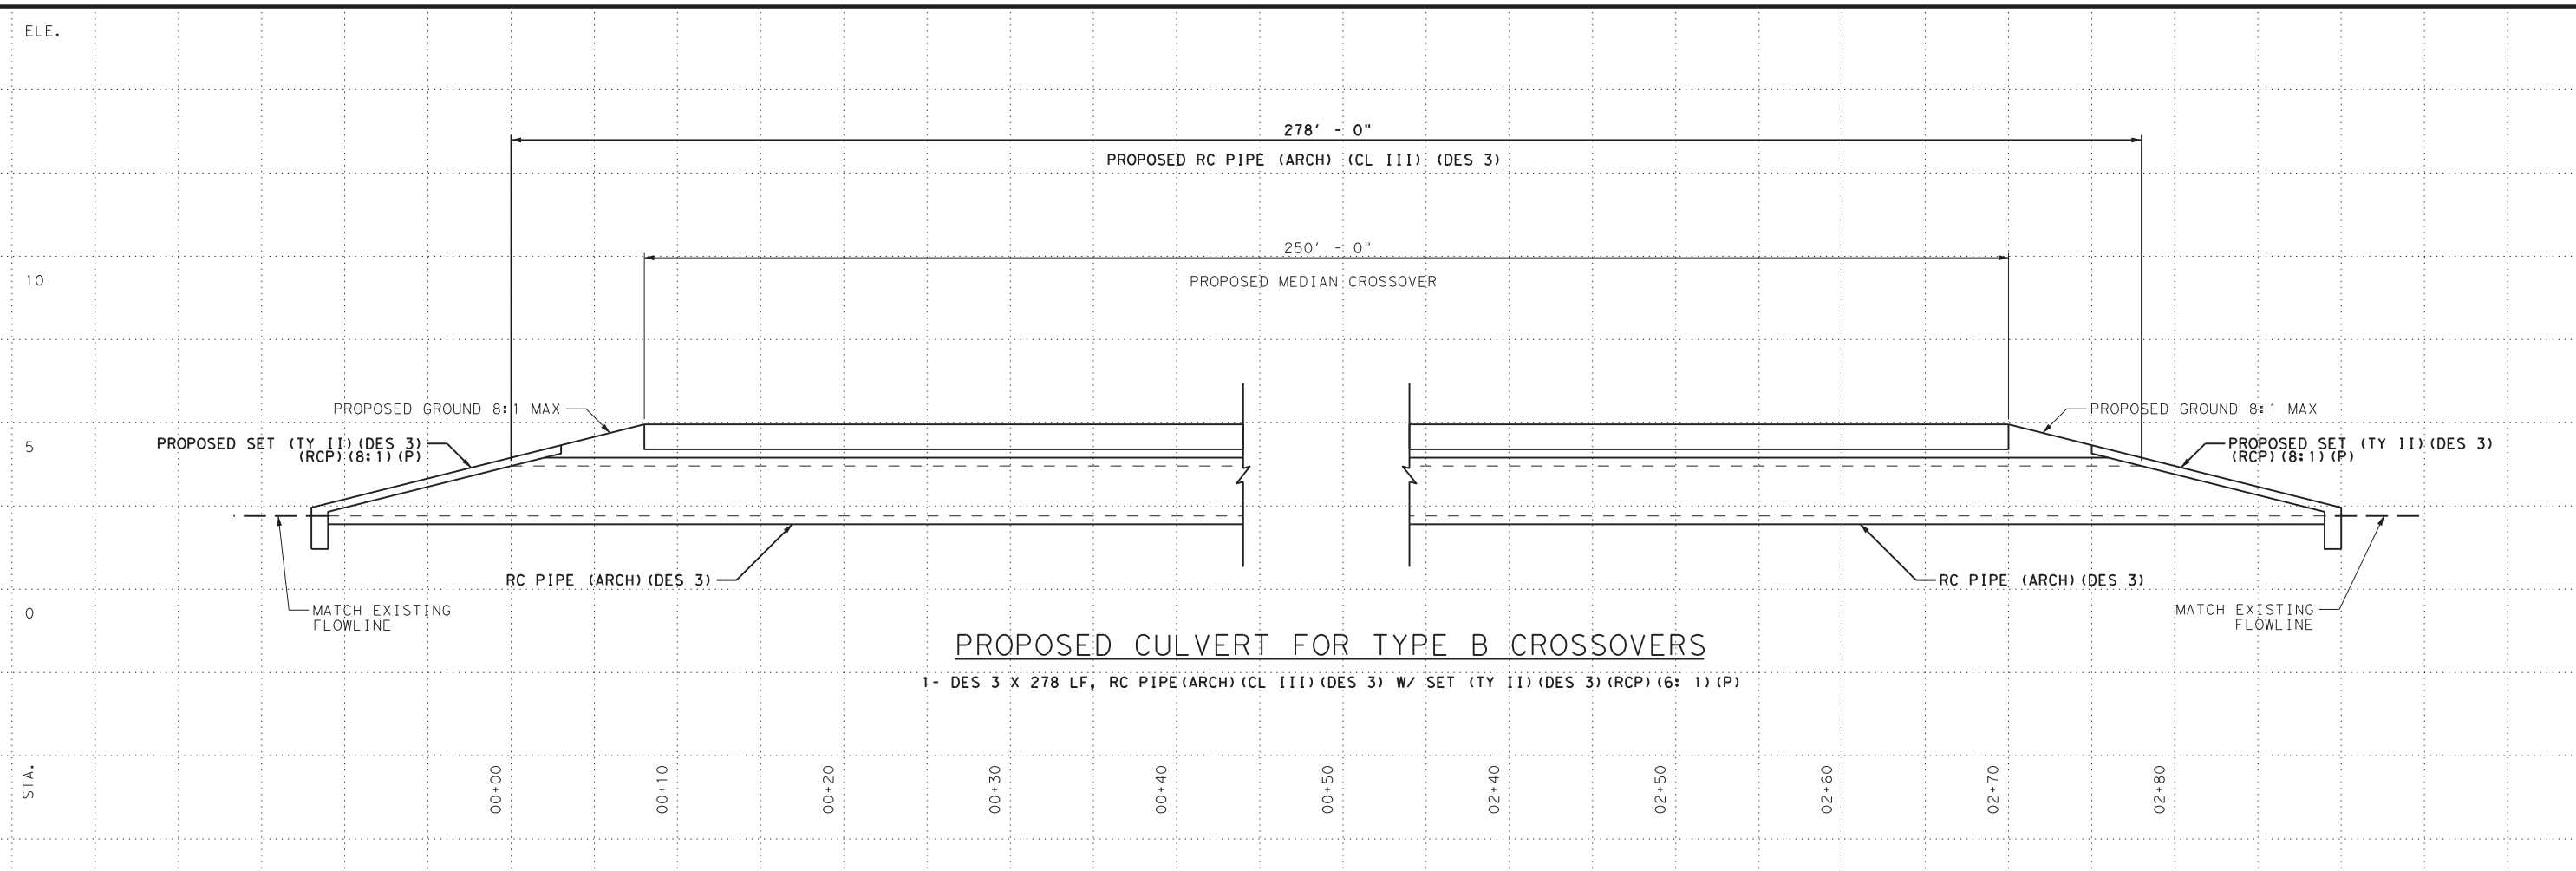 ELE.
278' - 0"
PROPOSED RC PIPE (ARCH) (CL III) (DES 3)
250' - 0"
PROPOSED MEDIAN CROSSOVER
10
PROPOSED GROUND 8:1 MAX
PROPOSED GROUND 8:1 MAX
5
PROPOSED SET (TY II)(DES 3)
(RCP)(8:1)(P)
PROPOSED SET (TY II)(DES 3)
(RCP)(8:1)(P)
RC PIPE (ARCH)(DES 3)
RC PIPE (ARCH)(DES 3)
0
MATCH EXISTING
FLOWLINE
MATCH EXISTING
FLOWLINE
PROPOSED CULVERT FOR TYPE B CROSSOVERS
1- DES 3 X 278 LF, RC PIPE(ARCH)(CL III)(DES 3) W/ SET (TY II)(DES 3)(RCP)(6: 1)(P)
STA.
00+00
00+10
00+20
00+30
00+40
00+50
02+40
02+50
02+60
02+70
02+80